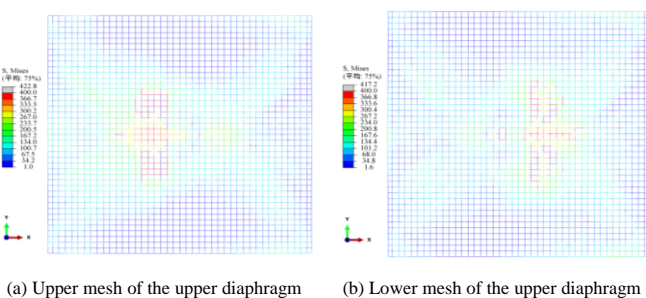 S, Mises
(平均: 75%)
422.8
400.0
366.7
333.5
300.2
267.0
233.7
200.5
167.2
134.0
100.7
67.5
34.2
1.0
Y
X
S, Mises
(平均: 75%)
417.2
400.0
366.8
333.6
300.4
267.2
234.0
200.8
167.6
134.4
101.2
68.0
34.8
1.6
Y
X
(a) Upper mesh of the upper diaphragm
(b) Lower mesh of the upper diaphragm